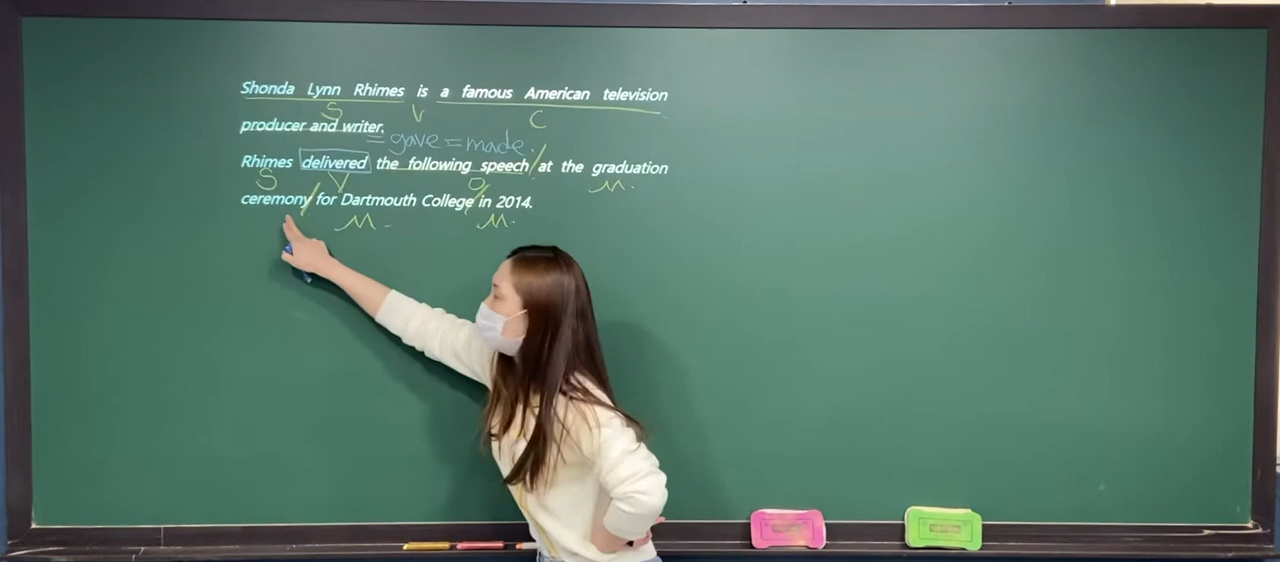 Shonda Lynn Rhimes is a famous American television
S V C
producer and writer.
= gave = made.
Rhimes delivered the following speech / at the graduation
S V O M.
ceremony / for Dartmouth College / in 2014.
M. M.